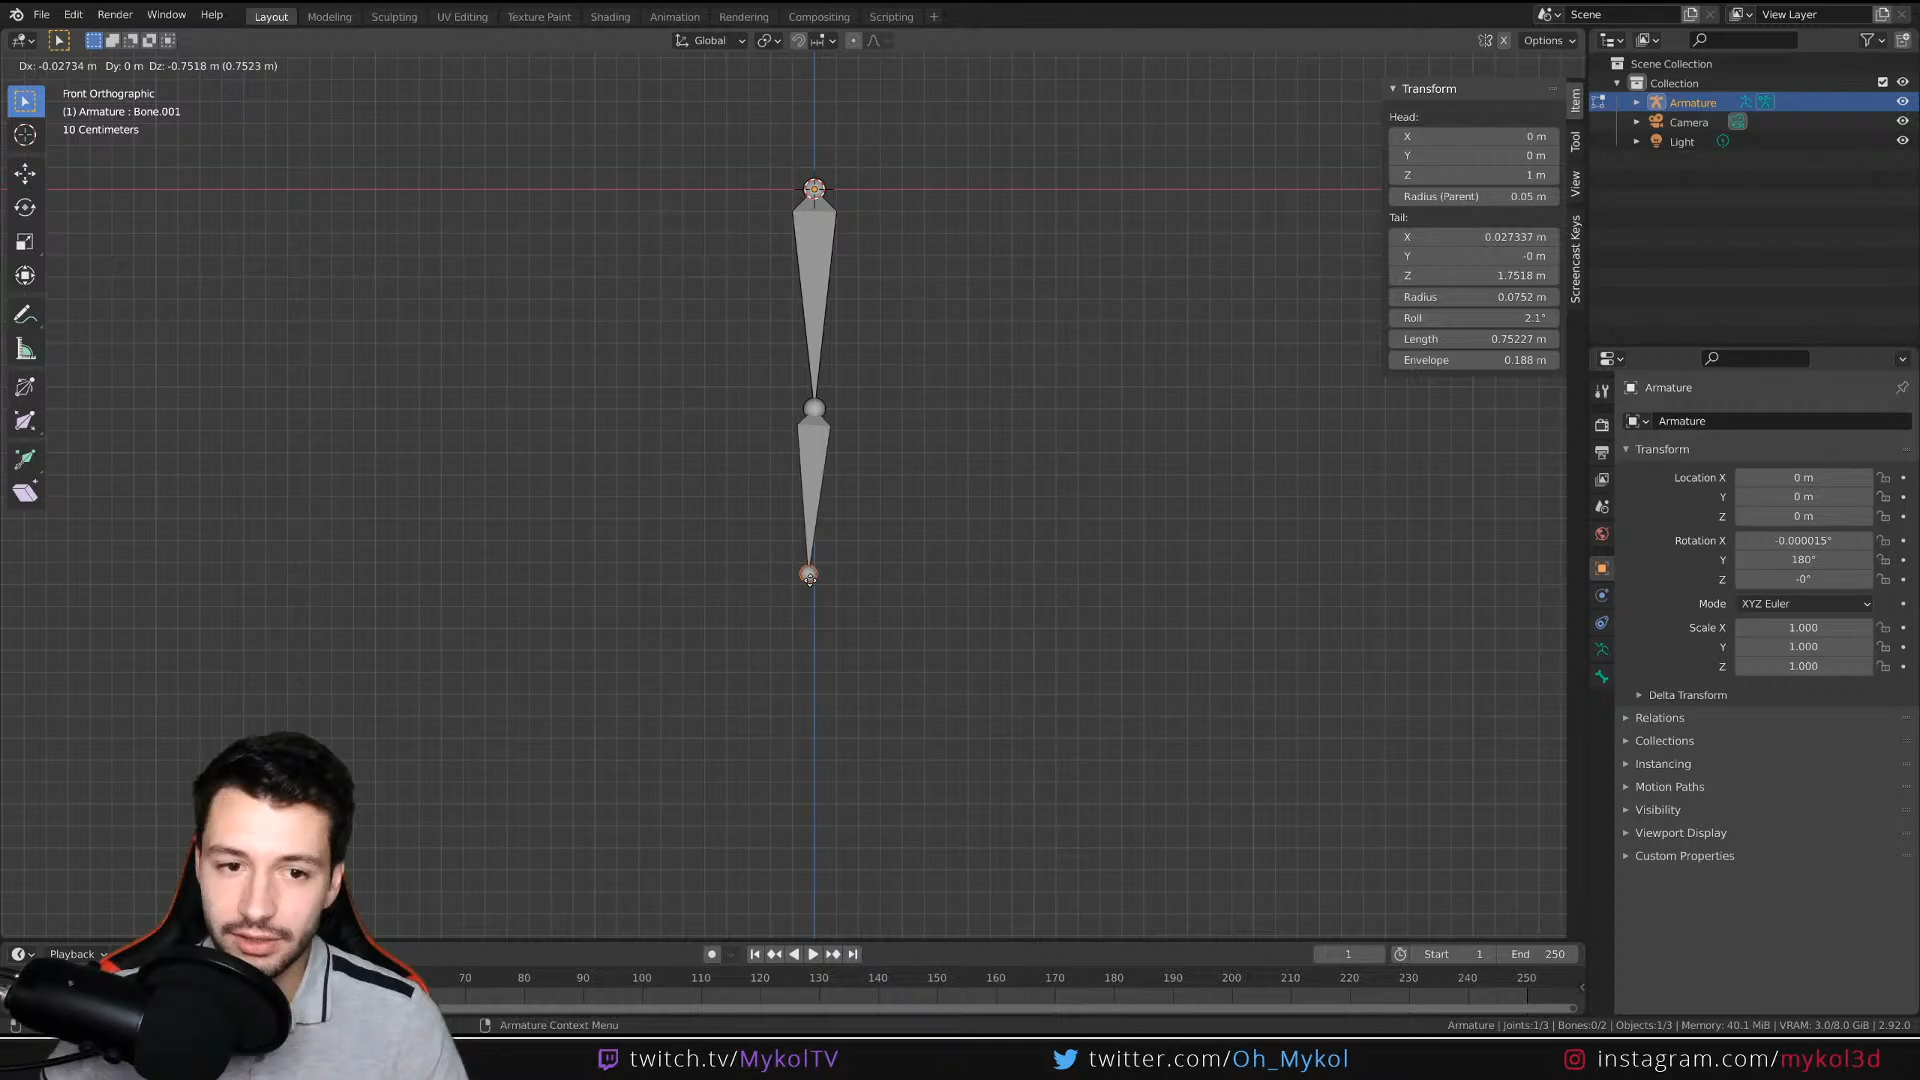 File Edit Render Window Help Layout Modeling Sculpting UV Editing Texture Paint Shading Animation Rendering Compositing Scripting + Scene View Layer
Global Options X
Dx: -0.02734 m Dy: 0 m Dz: -0.7518 m (0.7523 m)
Front Orthographic
(1) Armature : Bone.001
10 Centimeters
Transform
Head:
X 0 m
Y 0 m
Z 1 m
Radius (Parent) 0.05 m
Tail:
X 0.027337 m
Y -0 m
Z 1.7518 m
Radius 0.0752 m
Roll 2.1°
Length 0.75227 m
Envelope 0.188 m
Item
Tool
View
Screencast Keys
Scene Collection
Collection
Armature
Camera
Light
Armature
Armature
Transform
Location X 0 m
Y 0 m
Z 0 m
Rotation X -0.000015°
Y 180°
Z -0°
Mode XYZ Euler
Scale X 1.000
Y 1.000
Z 1.000
Delta Transform
Relations
Collections
Instancing
Motion Paths
Visibility
Viewport Display
Custom Properties
Playback 1 Start 1 End 250
70 80 90 100 110 120 130 140 150 160 170 180 190 200 210 220 230 240 250
Armature Context Menu Armature | Joints:1/3 | Bones:0/2 | Objects:1/3 | Memory: 40.1 MiB | VRAM: 3.0/8.0 GiB | 2.92.0
twitch.tv/MykolTV twitter.com/Oh_Mykol instagram.com/mykol3d